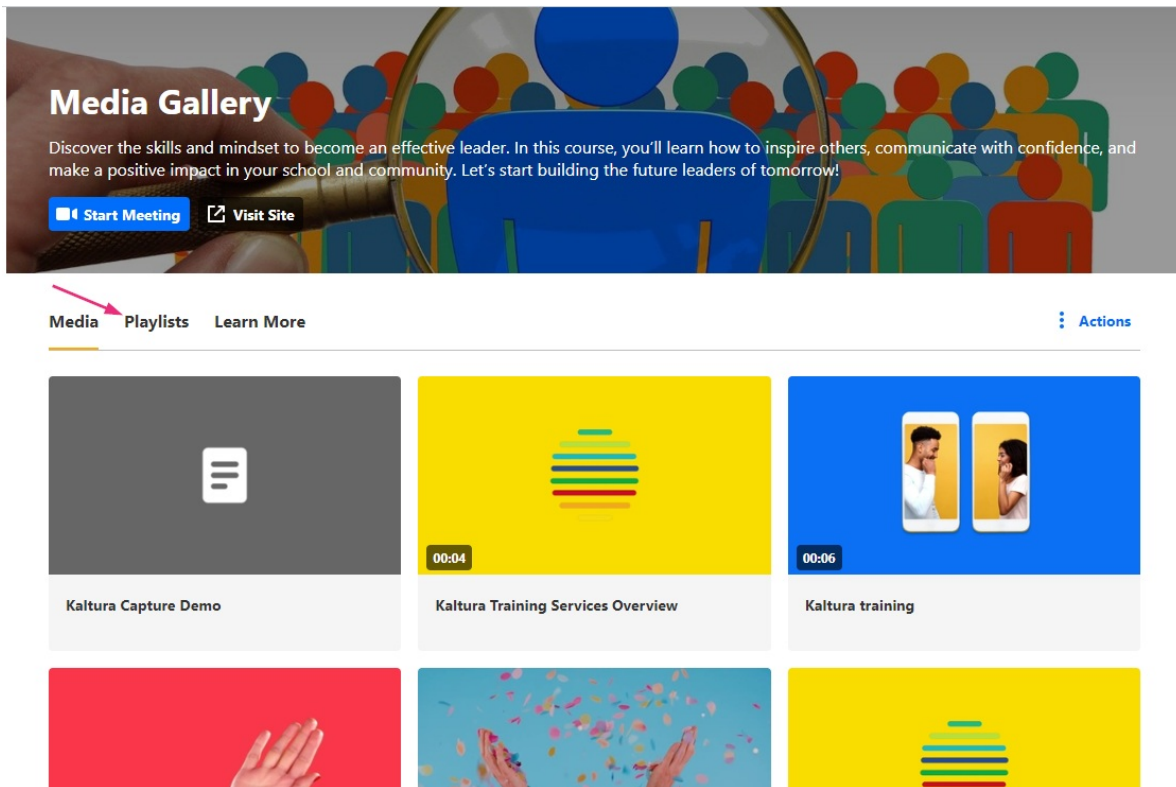 Media Gallery
Discover the skills and mindset to become an effective leader. In this course, you'll learn how to inspire others, communicate with confidence, and
make a positive impact in your school and community. Let's start building the future leaders of tomorrow!
Start Meeting Visit Site
Media Playlists Learn More Actions
00:04 00:06
Kaltura Capture Demo Kaltura Training Services Overview Kaltura training